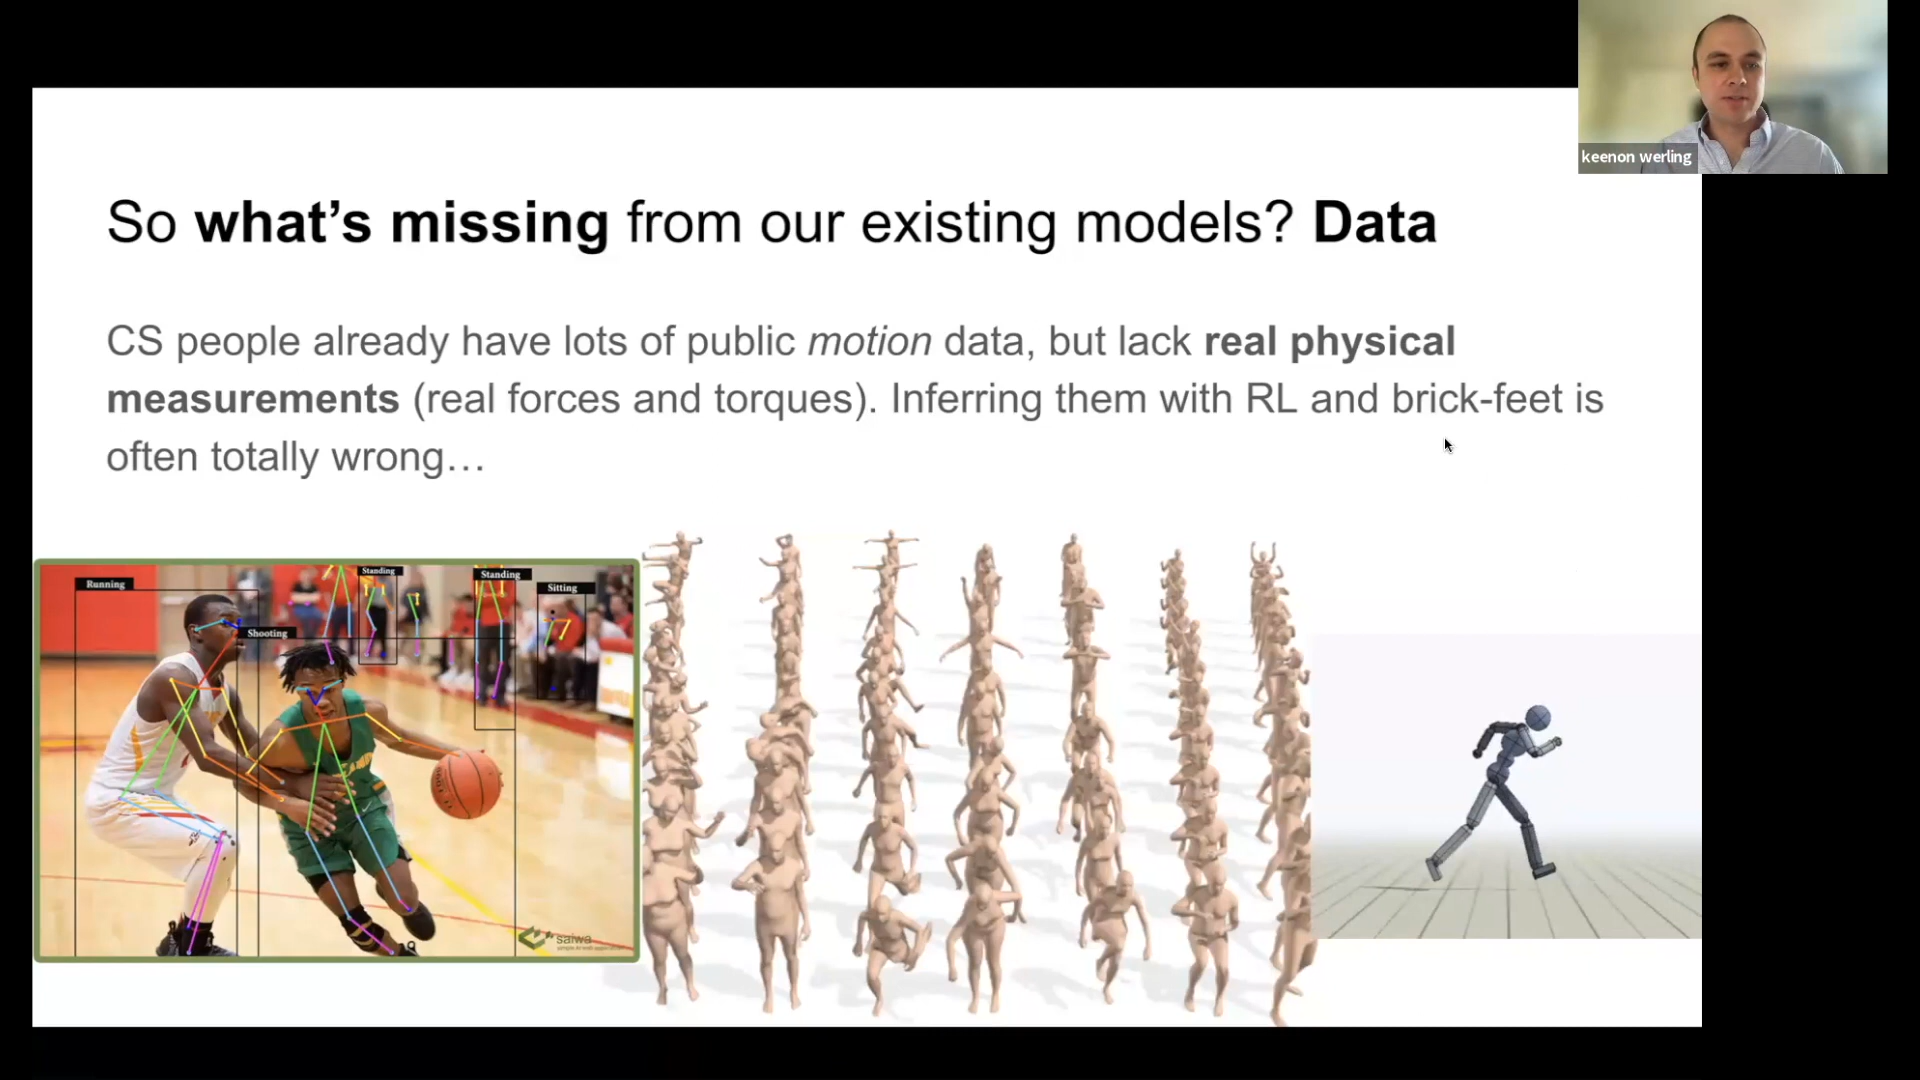 keenon werling
So what’s missing from our existing models? Data
CS people already have lots of public motion data, but lack real physical
measurements (real forces and torques). Inferring them with RL and brick-feet is
often totally wrong…
Running
Shooting
Standing
Standing
Sitting
saiwa